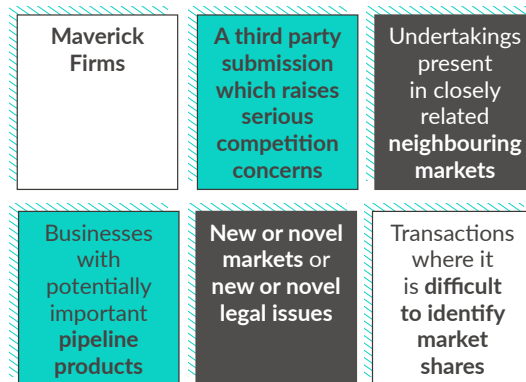 Maverick
Firms
A third party
submission
which raises
serious
competition
concerns
Undertakings
present
in closely
related
neighbouring
markets
Businesses
with
potentially
important
pipeline
products
New or novel
markets or
new or novel
legal issues
Transactions
where it
is difficult
to identify
market
shares